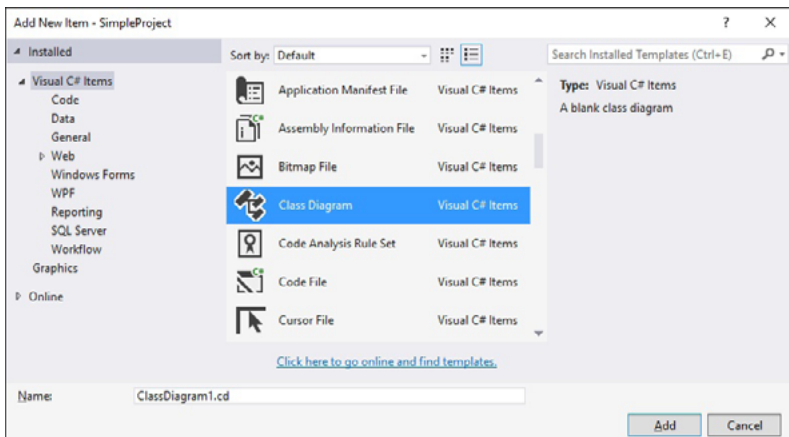 Add New Item - SimpleProject
? ×
Installed
Sort by: Default
Search Installed Templates (Ctrl+E)
Visual C# Items
Code
Data
General
Web
Windows Forms
WPF
Reporting
SQL Server
Workflow
Graphics
Online
Application Manifest File Visual C# Items
Assembly Information File Visual C# Items
Bitmap File Visual C# Items
Class Diagram Visual C# Items
Code Analysis Rule Set Visual C# Items
Code File Visual C# Items
Cursor File Visual C# Items
Type: Visual C# Items
A blank class diagram
Click here to go online and find templates.
Name: ClassDiagram1.cd
Add Cancel